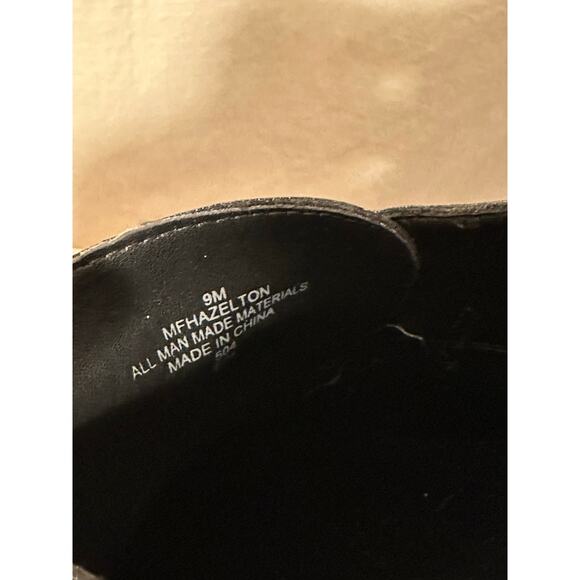 9M
MFHAZELTON
ALL MAN MADE MATERIALS
MADE IN CHINA